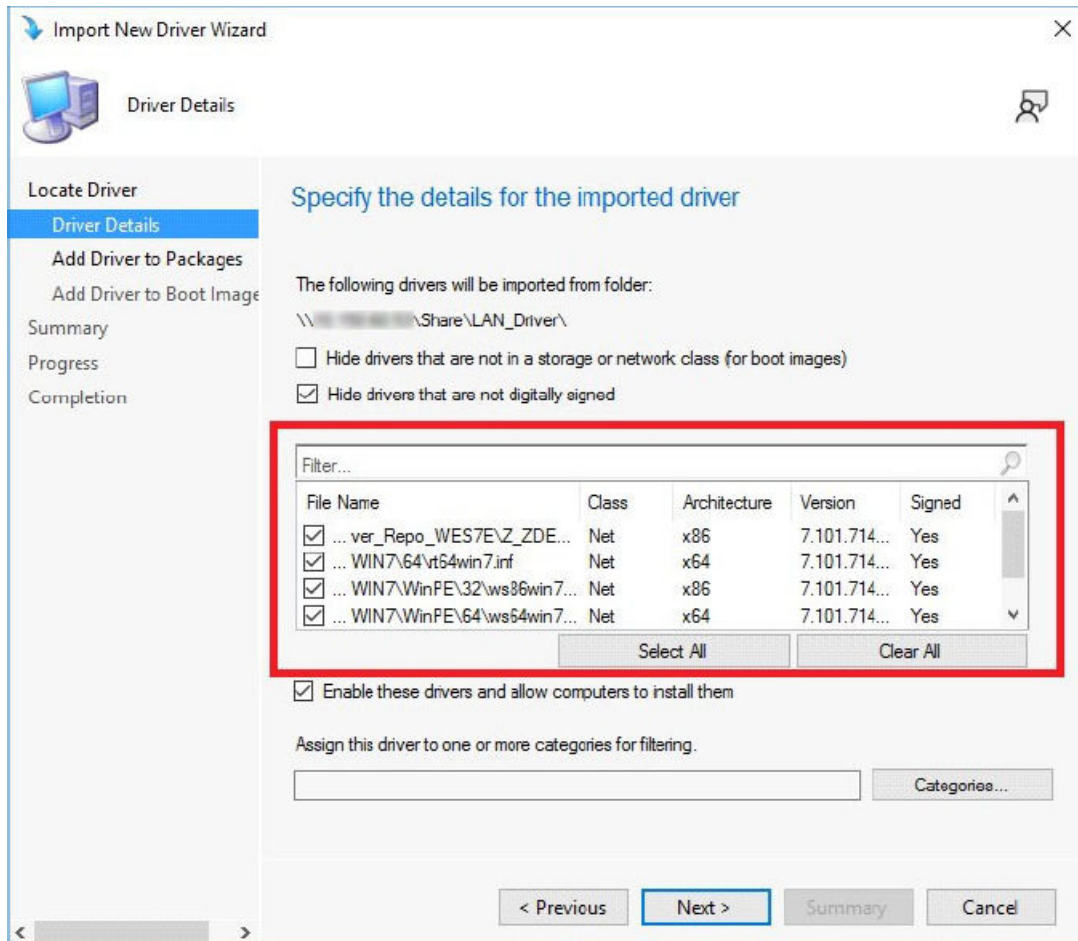 Import New Driver Wizard
Driver Details
Locate Driver
Driver Details
Add Driver to Packages
Add Driver to Boot Image
Summary
Progress
Completion
Specify the details for the imported driver
The following drivers will be imported from folder:
\\ \Share\LAN_Driver\
Hide drivers that are not in a storage or network class (for boot images)
Hide drivers that are not digitally signed
Filter...
File Name Class Architecture Version Signed
... ver_Repo_WES7E\Z_ZDE... Net x86 7.101.714... Yes
... WIN7\64\rt64win7.inf Net x64 7.101.714... Yes
... WIN7\WinPE\32\ws86win7... Net x86 7.101.714... Yes
... WIN7\WinPE\64\ws64win7... Net x64 7.101.714... Yes
Select All Clear All
Enable these drivers and allow computers to install them
Assign this driver to one or more categories for filtering.
Categories...
< Previous Next > Summary Cancel